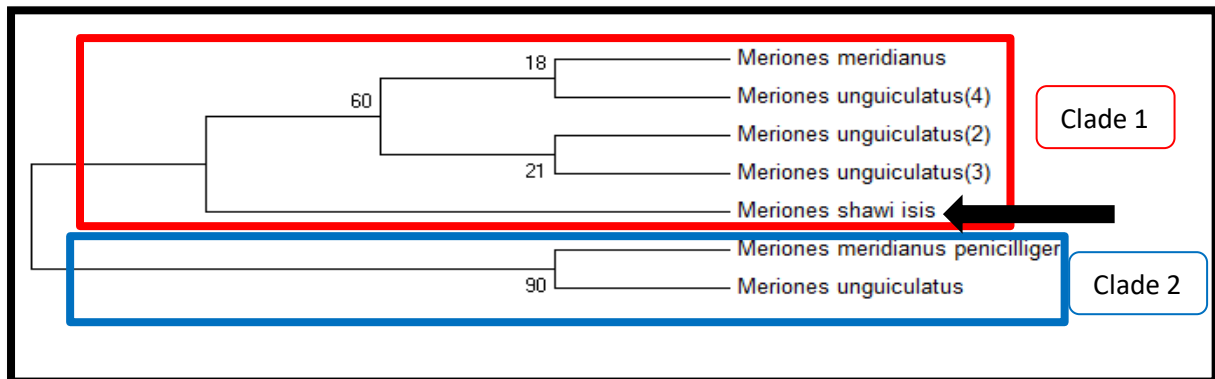 18
Meriones meridianus
60
Meriones unguiculatus(4)
Clade 1
Meriones unguiculatus(2)
21
Meriones unguiculatus(3)
Meriones shawi isis
Meriones meridianus penicilliger
90
Meriones unguiculatus
Clade 2